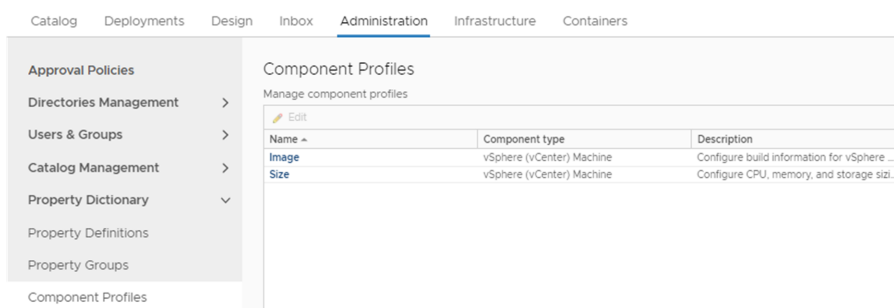 Catalog Deployments Design Inbox Administration Infrastructure Containers
Approval Policies
Directories Management
Users & Groups
Catalog Management
Property Dictionary
Property Definitions
Property Groups
Component Profiles
Component Profiles
Manage component profiles
Edit
Name Component type Description
Image vSphere (vCenter) Machine Configure build information for vSphere ...
Size vSphere (vCenter) Machine Configure CPU, memory, and storage sizi...